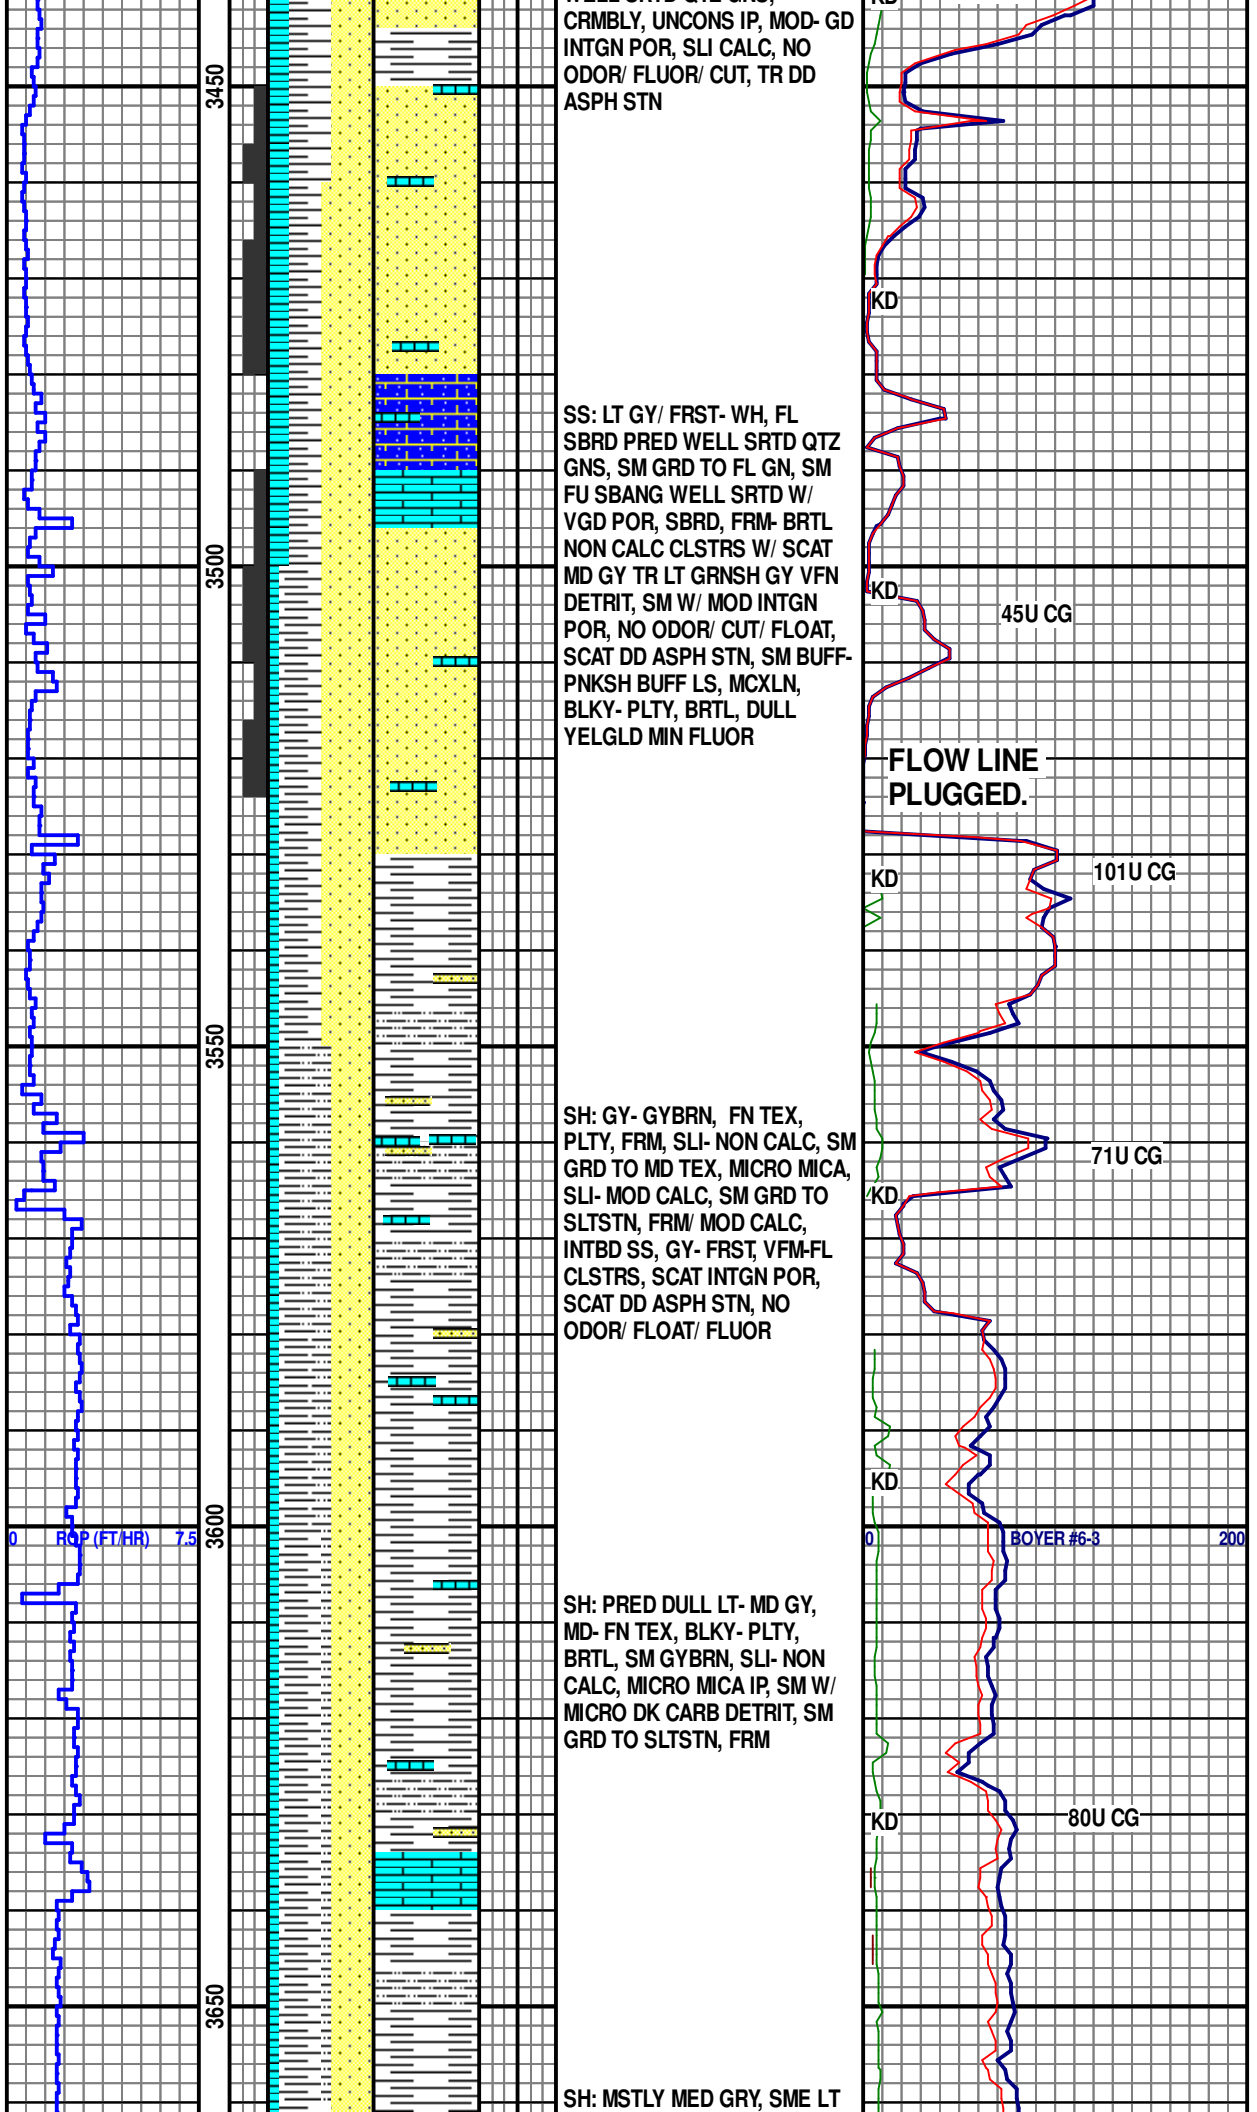 CRMBLY, UNCONS IP, MOD- GD
INTGN POR, SLI CALC, NO
ODOR/ FLUOR/ CUT, TR DD
ASPH STN
3450
KD
KD
SS: LT GY/ FRST- WH, FL
SBRD PRED WELL SRTD QTZ
GNS, SM GRD TO FL GN, SM
FU SBANG WELL SRTD W/
VGD POR, SBRD, FRM- BRTL
NON CALC CLSTRS W/ SCAT
MD GY TR LT GRNSH GY VFN
DETRIT, SM W/ MOD INTGN
POR, NO ODOR/ CUT/ FLOAT,
SCAT DD ASPH STN, SM BUFF-
PNKSH BUFF LS, MCXLN,
BLKY- PLTY, BRTL, DULL
YELGLD MIN FLUOR
3500
KD
45U CG
FLOW LINE
PLUGGED.
KD
101U CG
3550
SH: GY- GYBRN, FN TEX,
PLTY, FRM, SLI- NON CALC, SM
GRD TO MD TEX, MICRO MICA,
SLI- MOD CALC, SM GRD TO
SLTSTN, FRM/ MOD CALC,
INTBD SS, GY- FRST, VFM-FL
CLSTRS, SCAT INTGN POR,
SCAT DD ASPH STN, NO
ODOR/ FLOAT/ FLUOR
71U CG
KD
KD
3600
0 ROP (FT/HR) 7.5
0 BOYER #6-3 200
SH: PRED DULL LT- MD GY,
MD- FN TEX, BLKY- PLTY,
BRTL, SM GYBRN, SLI- NON
CALC, MICRO MICA IP, SM W/
MICRO DK CARB DETRIT, SM
GRD TO SLTSTN, FRM
KD
80U CG
3650
SH: MSTLY MED GRY, SME LT